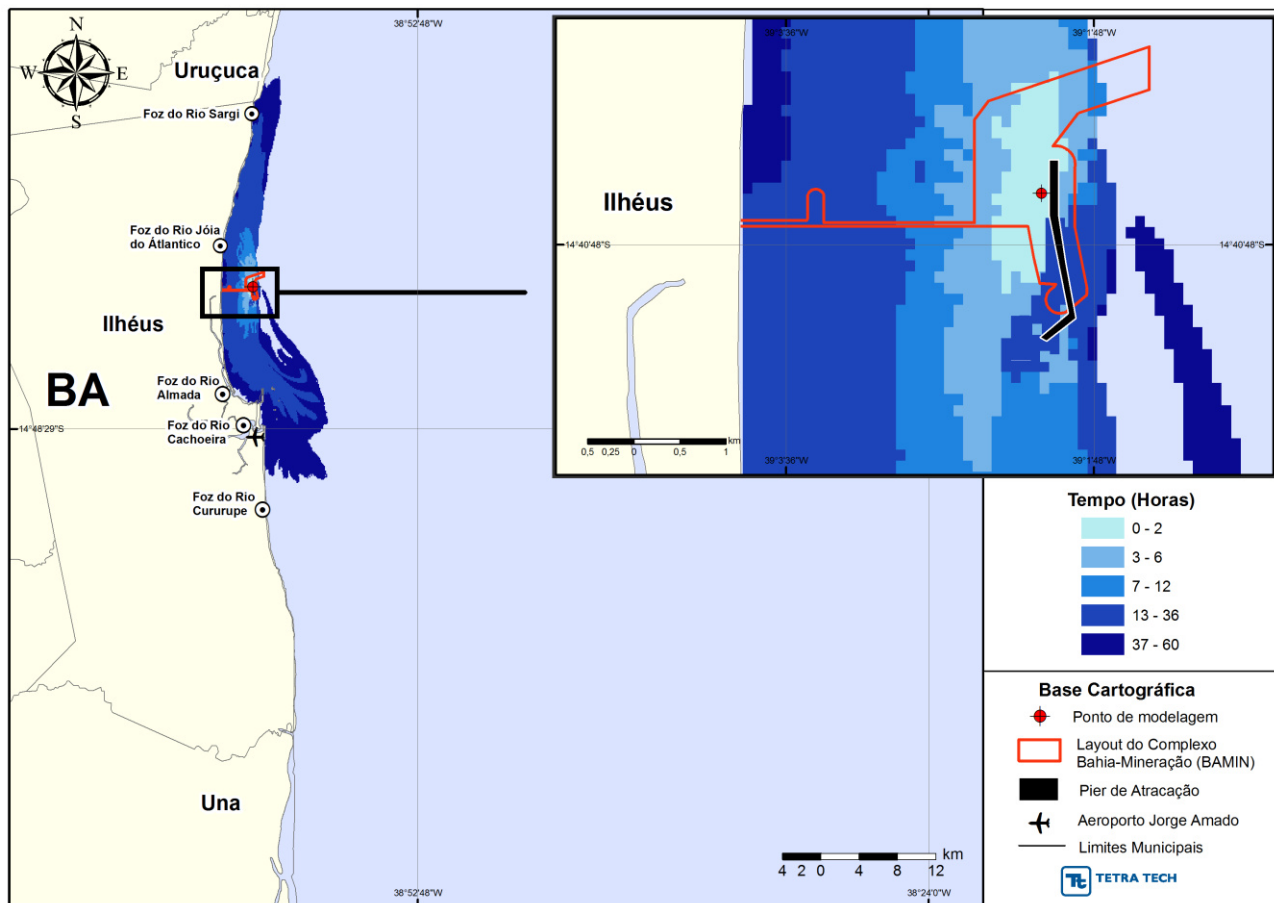 38°52'48"W
N
W
E
S
Uruçuca
Foz do Rio Sargi
Foz do Rio Jóia
do Átlantico
Ilhéus
BA
Foz do Rio
Almada
Foz do Rio
Cachoeira
14°48'29"S
Foz do Rio
Cururupe
Una
4 2 0 4 8 12
km
38°52'48"W
38°24'0"W
39°3'36"W
39°1'48"W
Ilhéus
14°40'48"S
14°40'48"S
0,5 0,25 0 0,5 1
km
39°3'36"W
39°1'48"W
Tempo (Horas)
0 - 2
3 - 6
7 - 12
13 - 36
37 - 60
Base Cartográfica
Ponto de modelagem
Layout do Complexo
Bahia-Mineração (BAMIN)
Pier de Atracação
Aeroporto Jorge Amado
Limites Municipais
Tt TETRA TECH